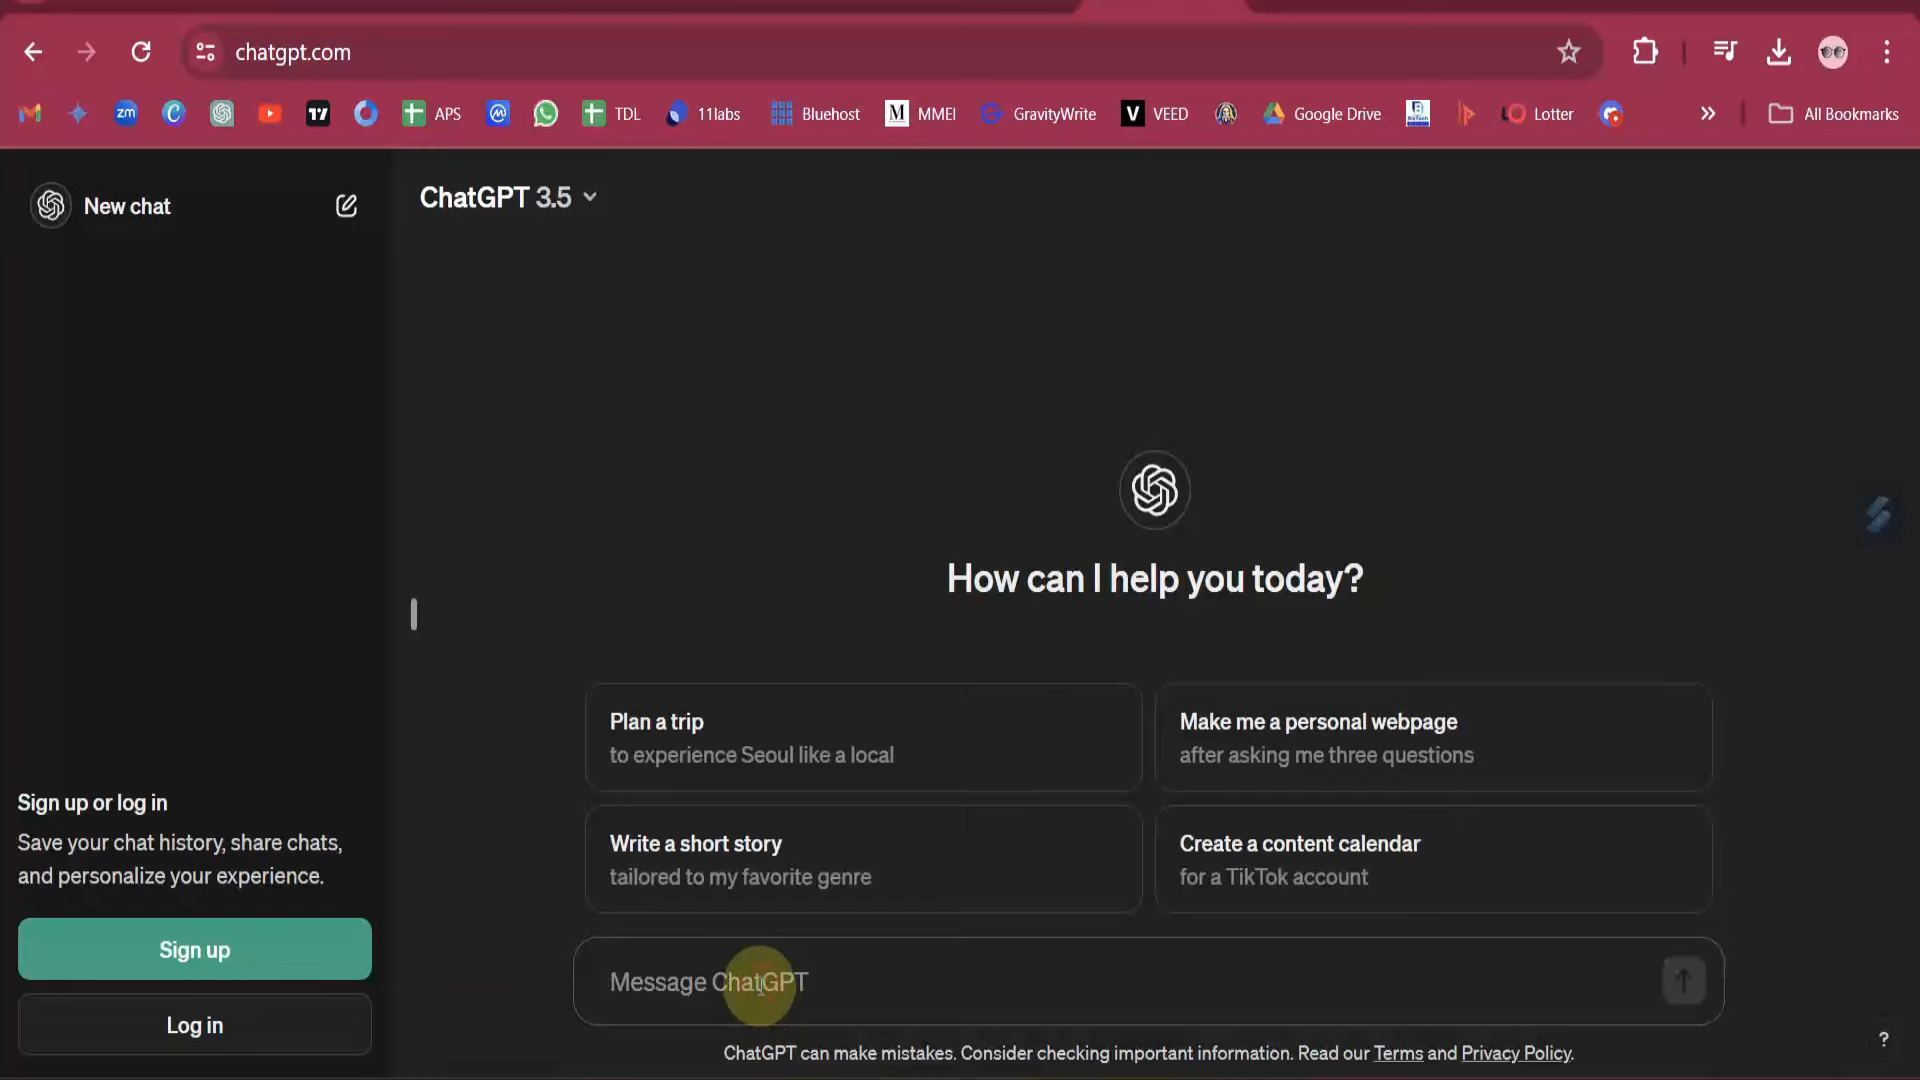 chatgpt.com
zm APS TDL 11labs Bluehost M MMEI GravityWrite V VEED Google Drive Lotter » All Bookmarks
New chat
ChatGPT 3.5
How can I help you today?
Plan a trip
to experience Seoul like a local
Make me a personal webpage
after asking me three questions
Write a short story
tailored to my favorite genre
Create a content calendar
for a TikTok account
Sign up or log in
Save your chat history, share chats,
and personalize your experience.
Sign up
Log in
Message ChatGPT
ChatGPT can make mistakes. Consider checking important information. Read our Terms and Privacy Policy.
?